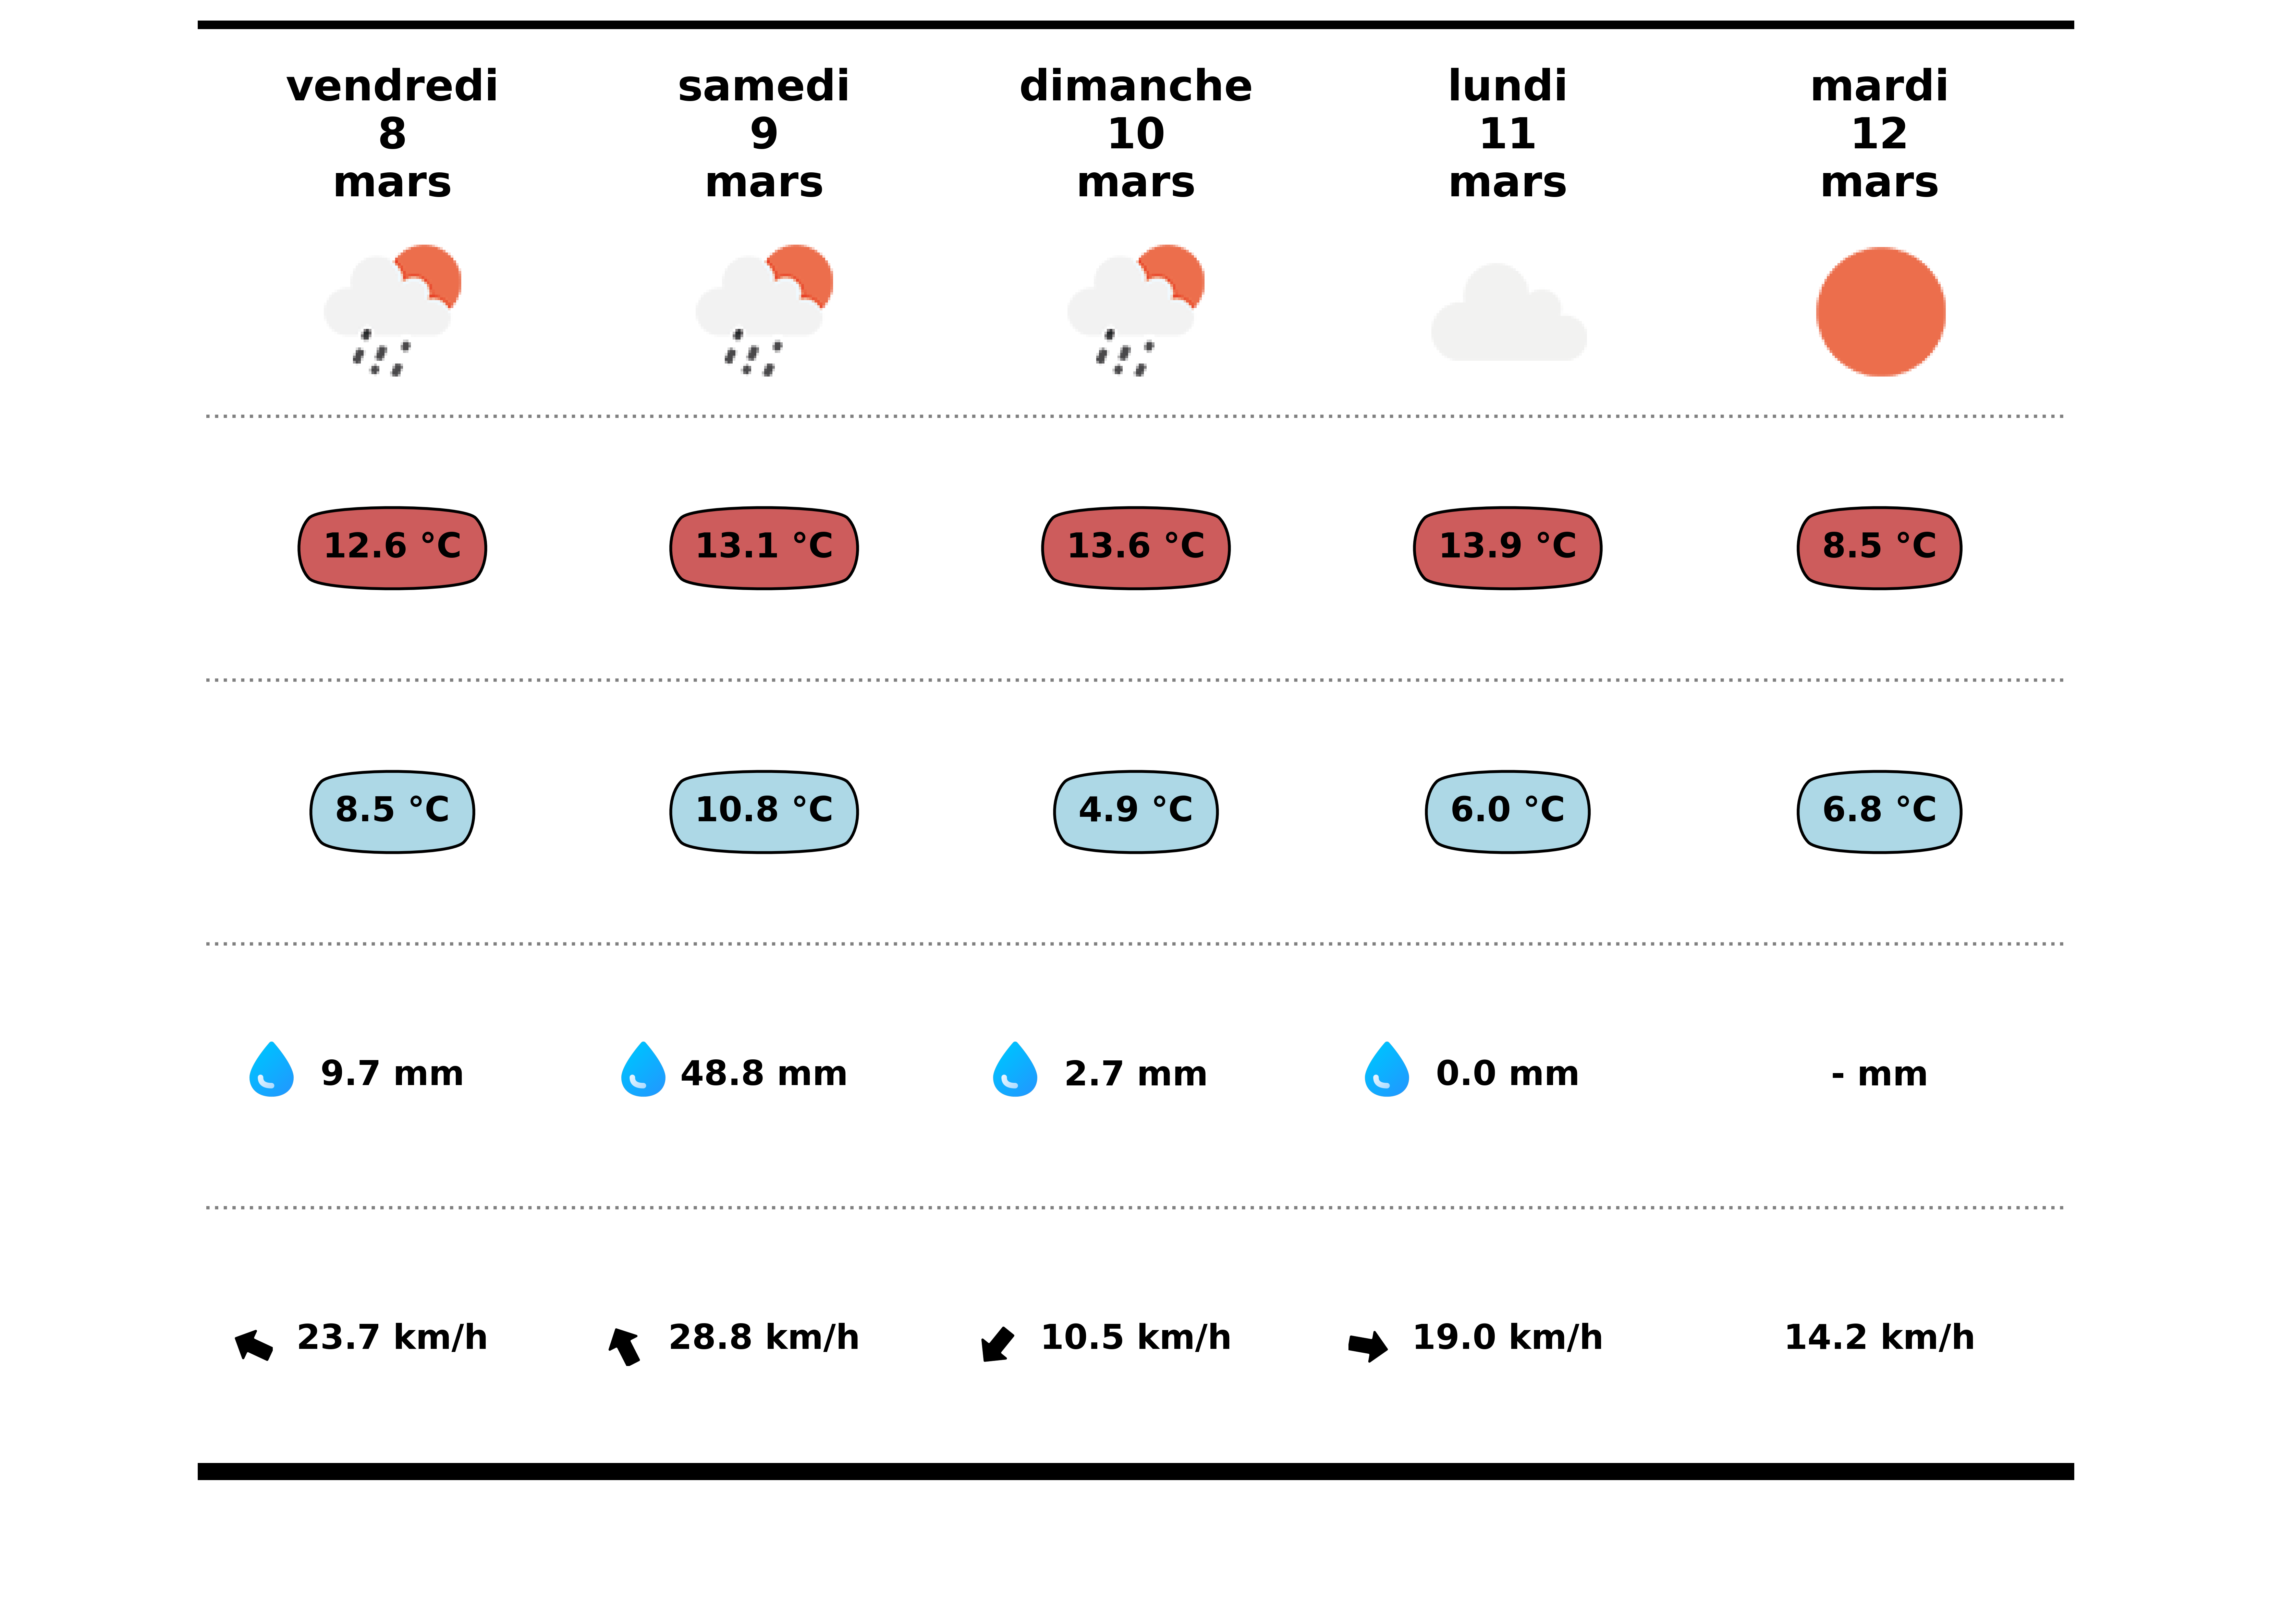 vendredi
8
mars
samedi
9
mars
dimanche
10
mars
lundi
11
mars
mardi
12
mars
12.6 °C
13.1 °C
13.6 °C
13.9 °C
8.5 °C
8.5 °C
10.8 °C
4.9 °C
6.0 °C
6.8 °C
9.7 mm
48.8 mm
2.7 mm
0.0 mm
- mm
23.7 km/h
28.8 km/h
10.5 km/h
19.0 km/h
14.2 km/h